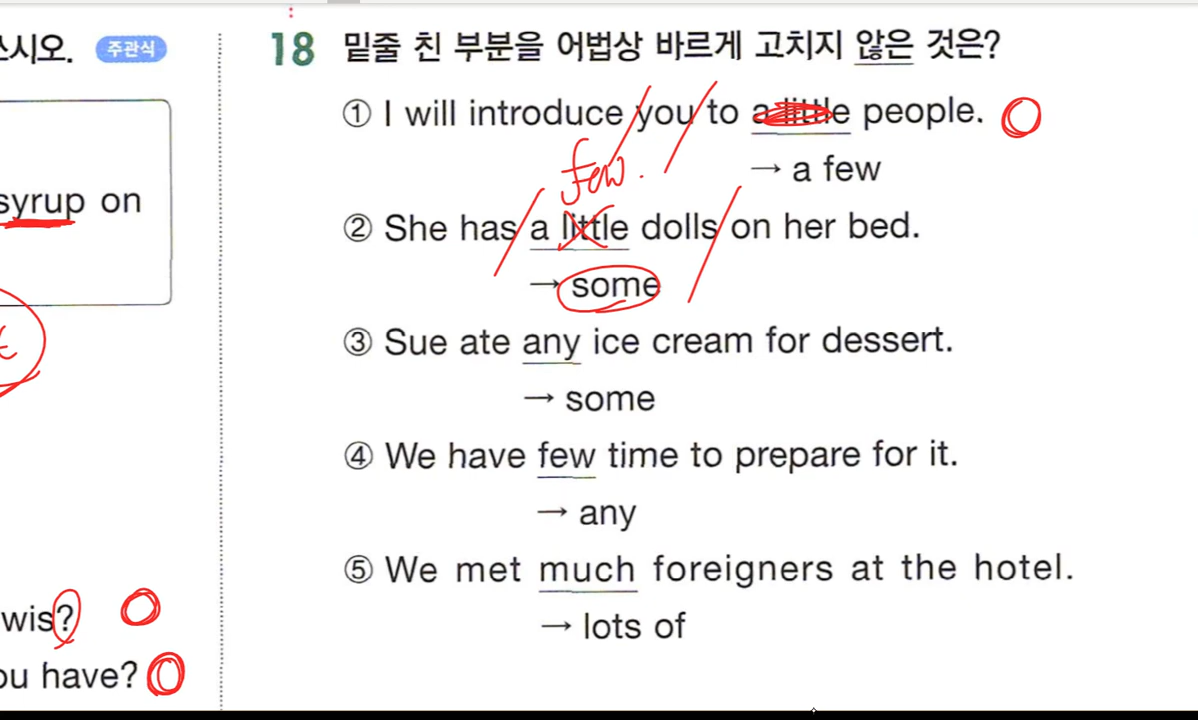 쓰시오. 주관식
syrup on
wis?
ou have?
18 밑줄 친 부분을 어법상 바르게 고치지 않은 것은?
① I will introduce you to a little people.
→ a few
few.
② She has a little dolls on her bed.
→ some
③ Sue ate any ice cream for dessert.
→ some
④ We have few time to prepare for it.
→ any
⑤ We met much foreigners at the hotel.
→ lots of